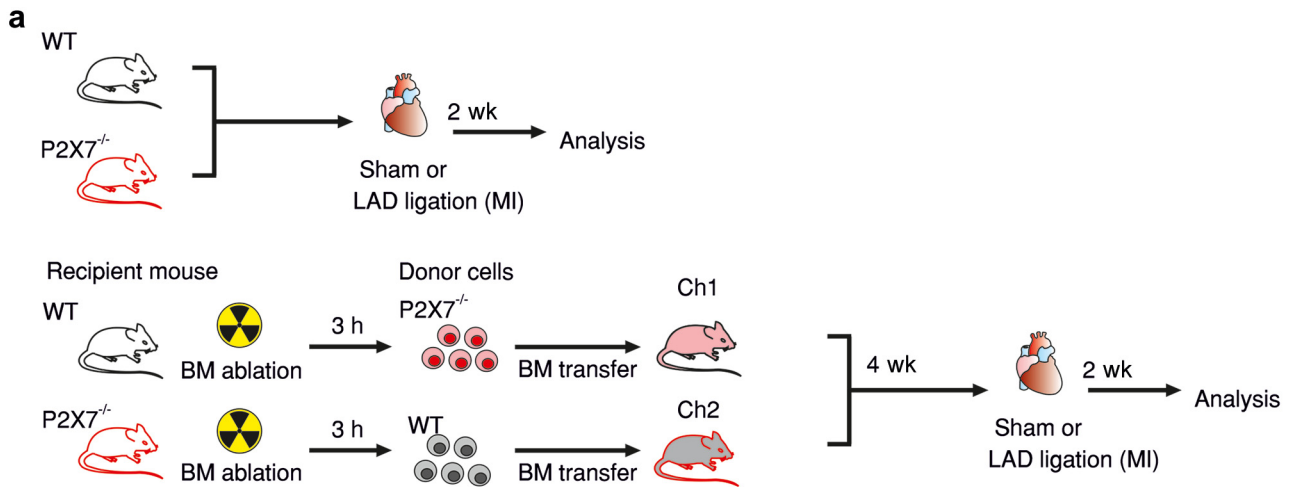 a
WT
P2X7-/-
2 wk
Analysis
Sham or
LAD ligation (MI)
Recipient mouse
Donor cells
WT
BM ablation
3 h
P2X7-/-
BM transfer
Ch1
P2X7-/-
BM ablation
3 h
WT
BM transfer
Ch2
4 wk
2 wk
Analysis
Sham or
LAD ligation (MI)